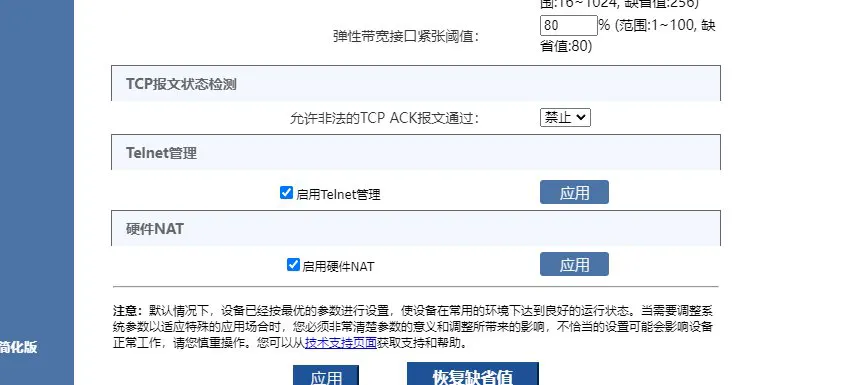 围:16~1024, 缺省值:256)
弹性带宽接口紧张阈值：
80 % (范围:1~100, 缺
省值:80)
TCP报文状态检测
允许非法的TCP ACK报文通过： 禁止
Telnet管理
启用Telnet管理 应用
硬件NAT
启用硬件NAT 应用
注意：默认情况下，设备已经按最优的参数进行设置，使设备在常用的环境下达到良好的运行状态。当需要调整系
统参数以适应特殊的应用场合时，您必须非常清楚参数的意义和调整所带来的影响，不恰当的设置可能会影响设备
正常工作，请您慎重操作。您可以从技术支持页面获取支持和帮助。
简化版
应用 恢复缺省值